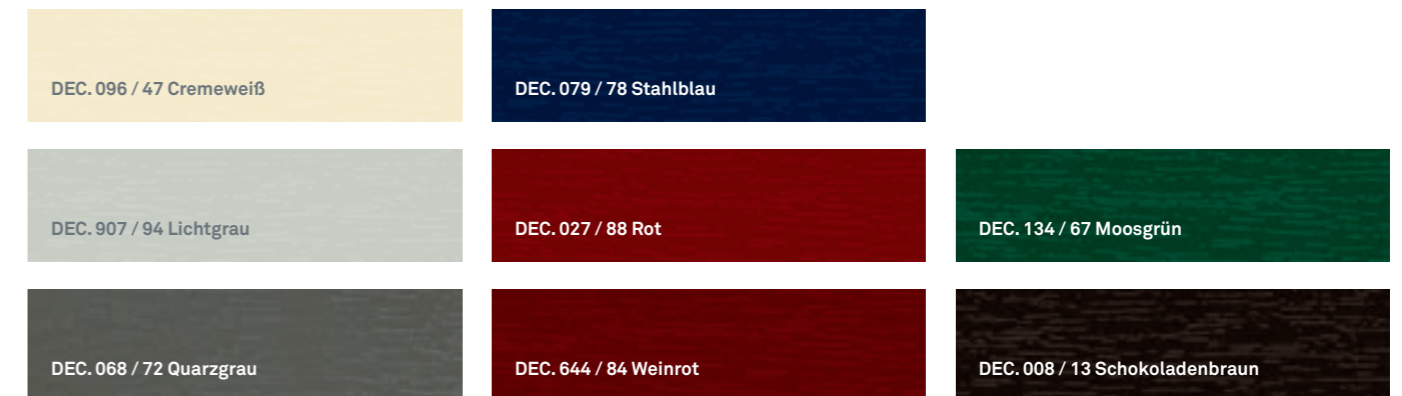 DEC. 096 / 47 Cremeweiß
DEC. 079 / 78 Stahlblau
DEC. 907 / 94 Lichtgrau
DEC. 027 / 88 Rot
DEC. 134 / 67 Moosgrün
DEC. 068 / 72 Quarzgrau
DEC. 644 / 84 Weinrot
DEC. 008 / 13 Schokoladenbraun